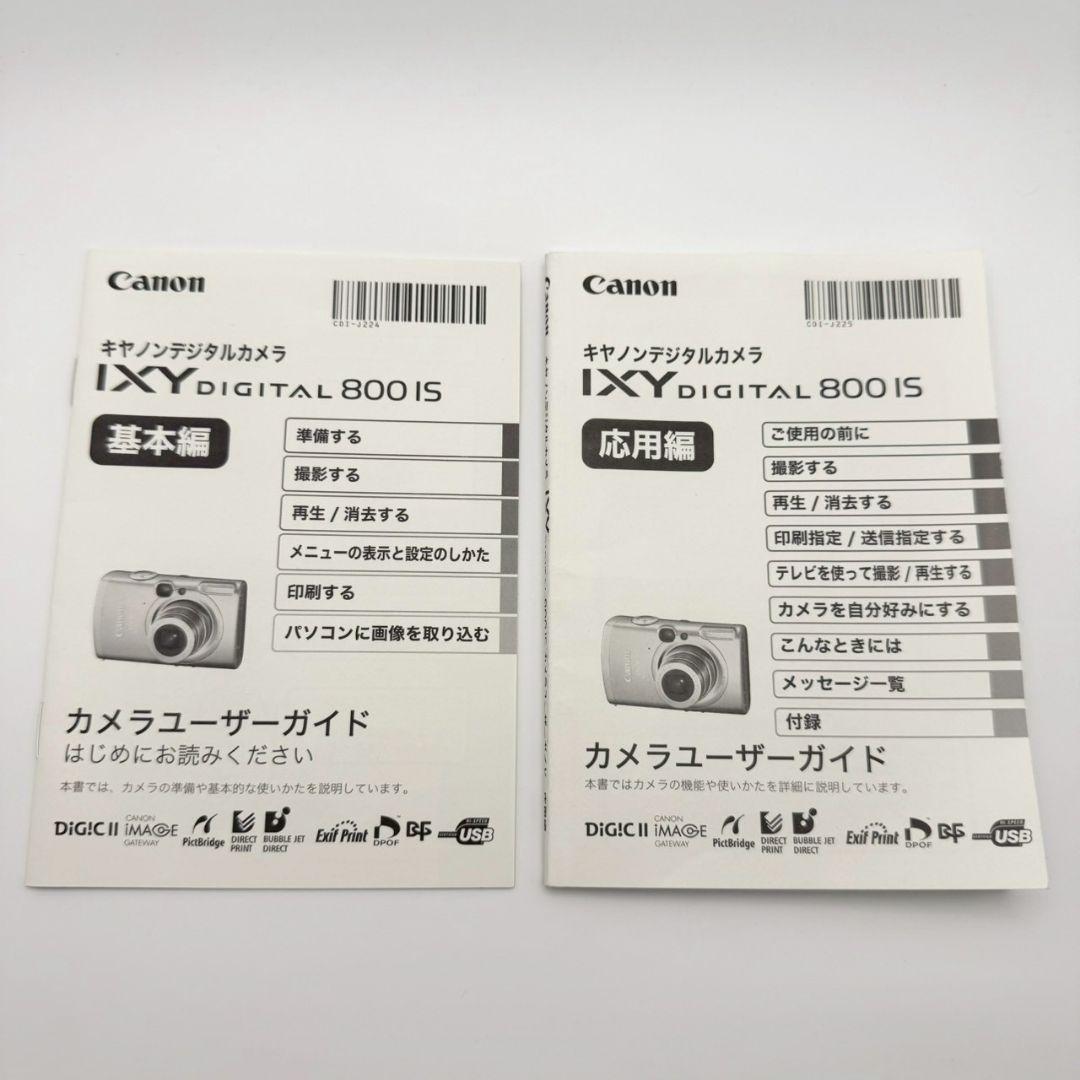 Canon
CDI-J224
キヤノンデジタルカメラ
IXY DIGITAL 800 IS
基本編
準備する
撮影する
再生 / 消去する
メニューの表示と設定のしかた
印刷する
パソコンに画像を取り込む
Canon
カメラユーザーガイド
はじめにお読みください
本書では、カメラの準備や基本的な使いかたを説明しています。
DiG!C II
CANON iMAGE GATEWAY
PictBridge
DIRECT PRINT
BUBBLE JET DIRECT
Exif Print
DPOF
HI-SPEED CERTIFIED USB
Canon
Canon
CDI-J225
キヤノンデジタルカメラ
IXY DIGITAL 800 IS
応用編
ご使用の前に
撮影する
再生 / 消去する
印刷指定 / 送信指定する
テレビを使って撮影 / 再生する
カメラを自分好みにする
こんなときには
メッセージ一覧
付録
Canon
カメラユーザーガイド
本書ではカメラの機能や使いかたを詳細に説明しています。
DiG!C II
CANON iMAGE GATEWAY
PictBridge
DIRECT PRINT
BUBBLE JET DIRECT
Exif Print
DPOF
HI-SPEED CERTIFIED USB